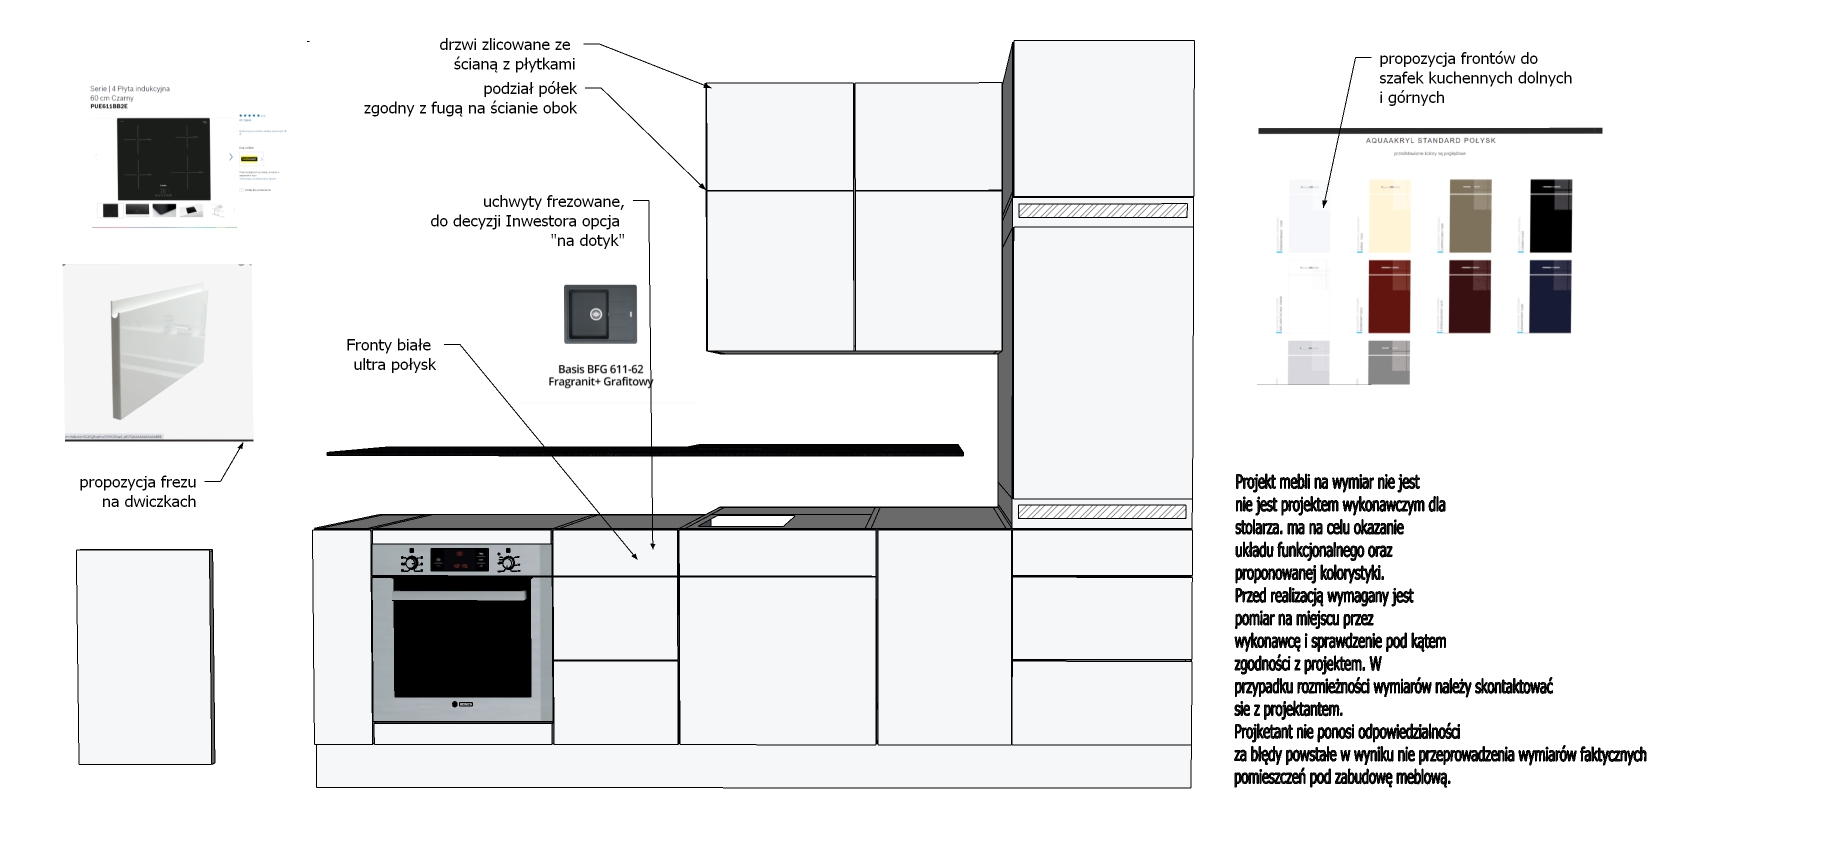 Serie | 4 Płyta indukcyjna
60 cm Czarny
PUE611BB2E
drzwi zlicowane ze
ścianą z płytkami
podział półek
zgodny z fugą na ścianie obok
uchwyty frezowane,
do decyzji Inwestora opcja
"na dotyk"
Basis BFG 611-62
Fragranit+ Grafitowy
Fronty białe
ultra połysk
propozycja frezu
na dwiczkach
propozycja frontów do
szafek kuchennych dolnych
i górnych
AQUAAKRYL STANDARD POŁYSK
przedstawione kolory są poglądowe
Projekt mebli na wymiar nie jest
nie jest projektem wykonawczym dla
stolarza. ma na celu okazanie
układu funkcjonalnego oraz
proponowanej kolorystyki.
Przed realizacją wymagany jest
pomiar na miejscu przez
wykonawcę i sprawdzenie pod kątem
zgodności z projektem. W
przypadku rozmieżności wymiarów należy skontaktować
sie z projektantem.
Projketant nie ponosi odpowiedzialności
za błędy powstałe w wyniku nie przeprowadzenia wymiarów faktycznych
pomieszczeń pod zabudowę meblową.